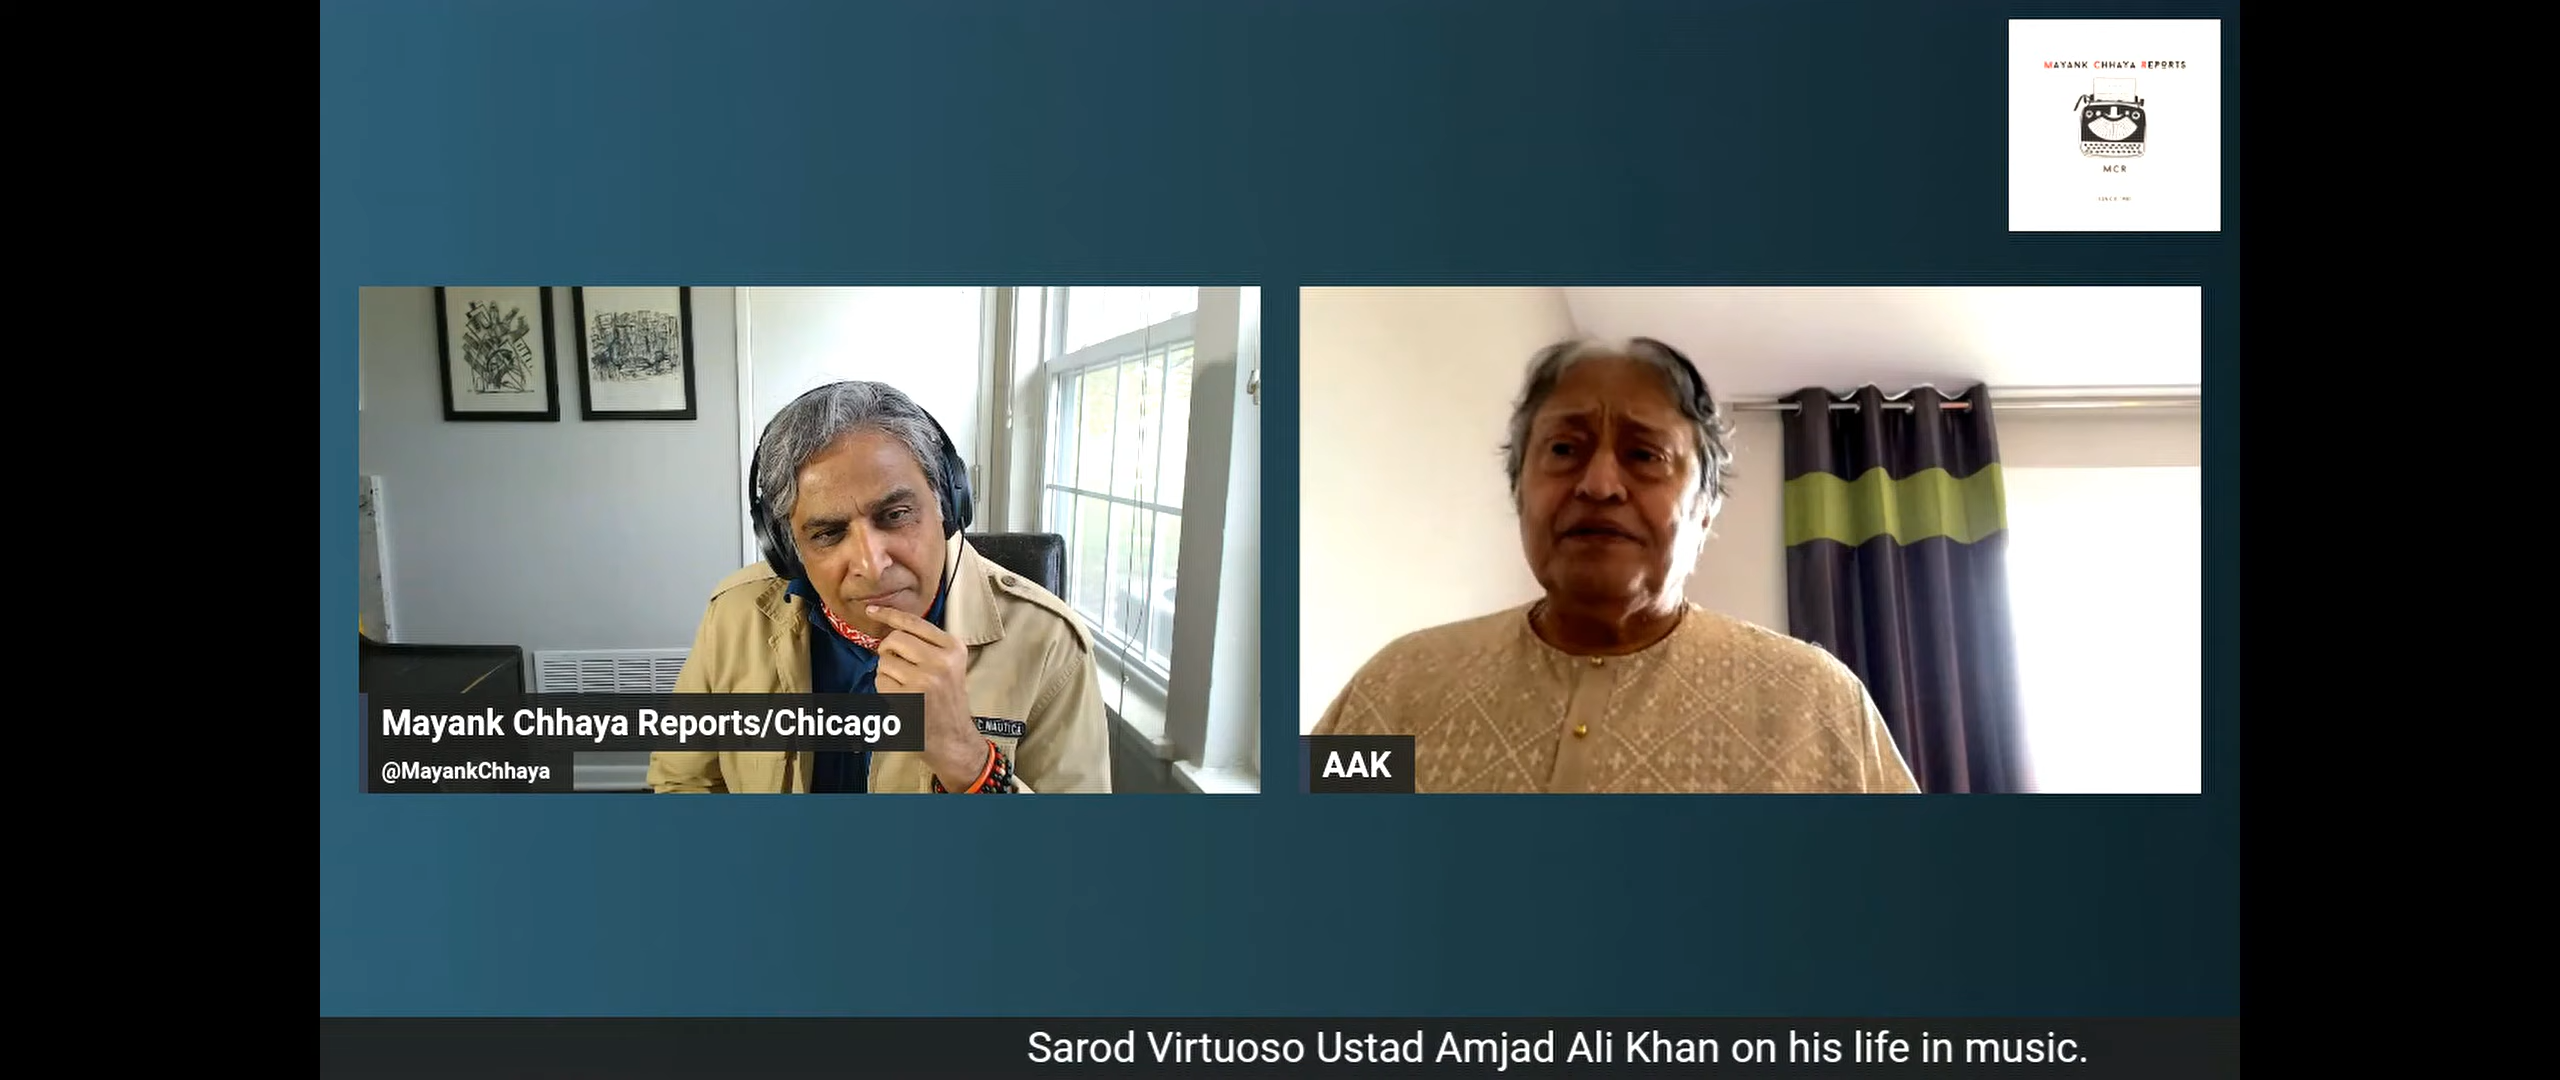 MAYANK CHHAYA REPORTS
MCR
NAUTICA
Mayank Chhaya Reports/Chicago
@MayankChhaya
AAK
Sarod Virtuoso Ustad Amjad Ali Khan on his life in music.